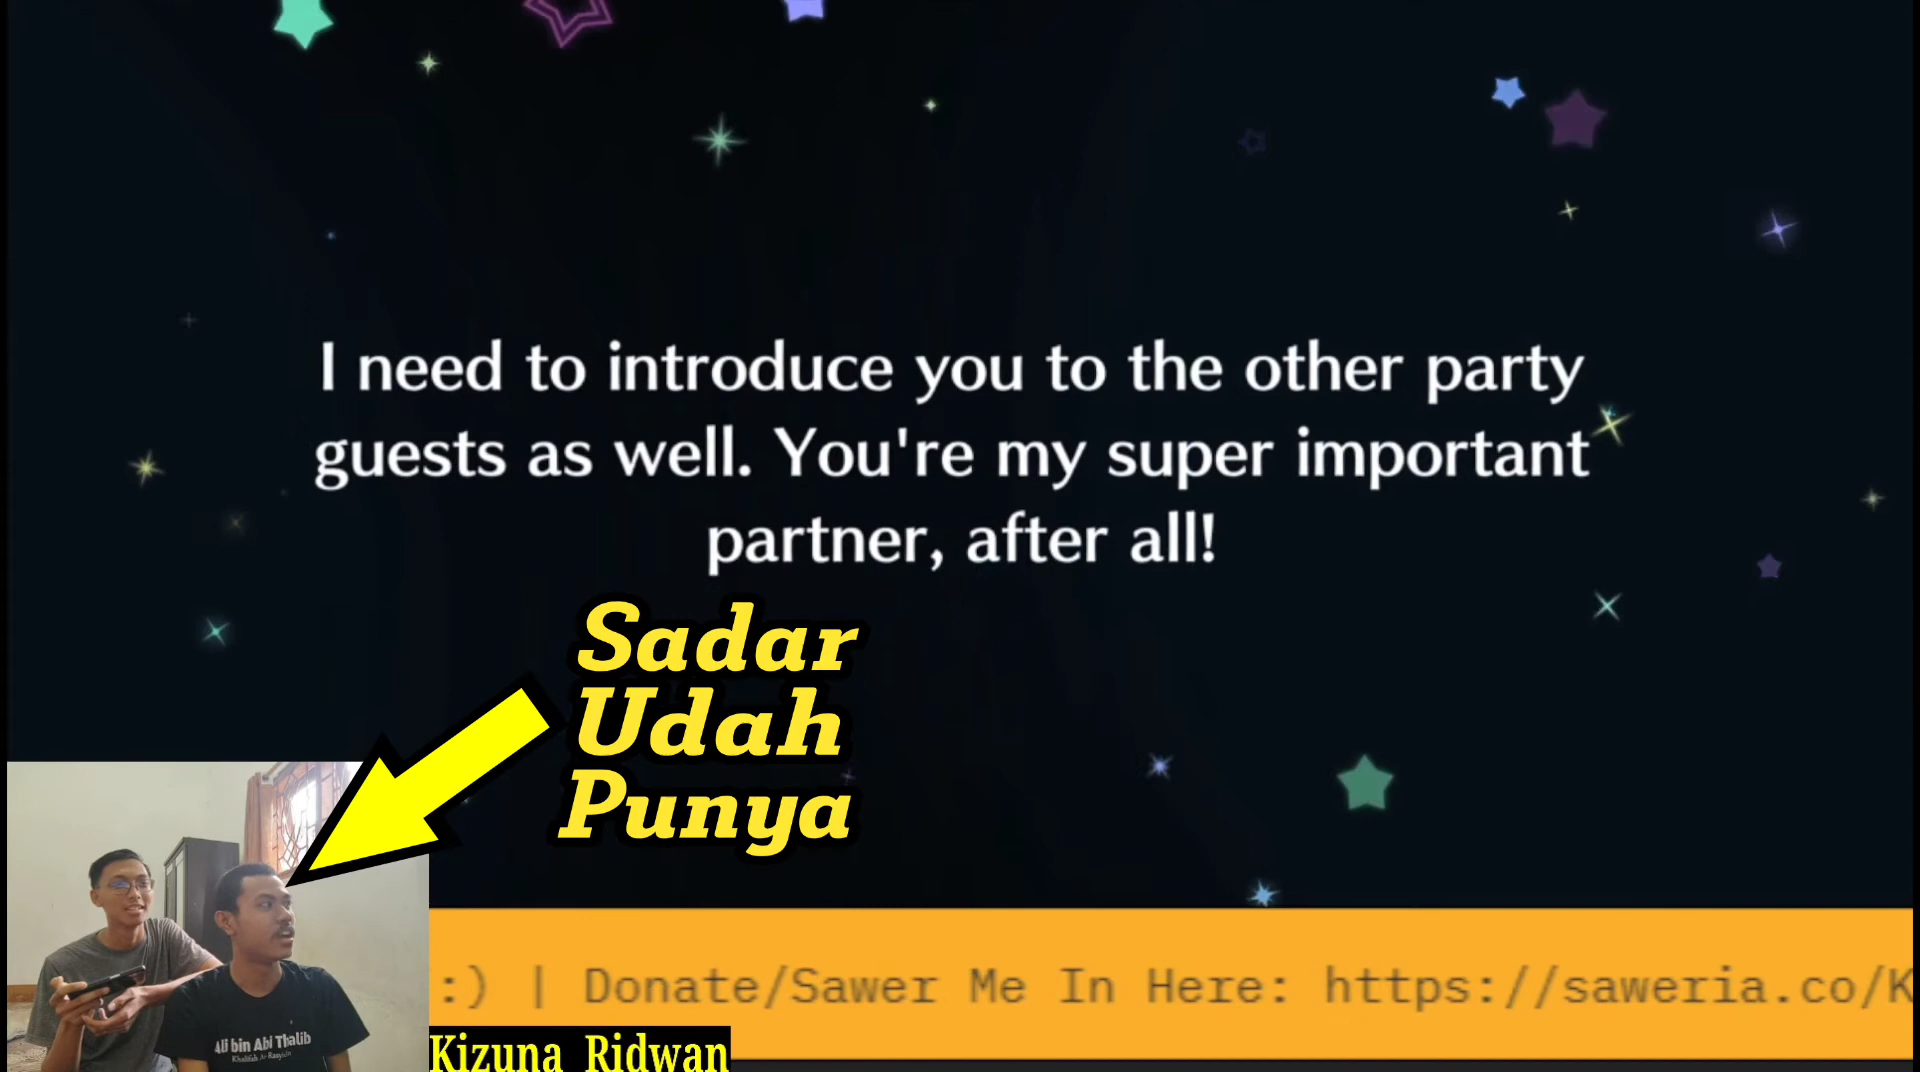 I need to introduce you to the other party
guests as well. You're my super important
partner, after all!
Sadar
Udah
Punya
:) | Donate/Sawer Me In Here: https://saweria.co/K
Ali bin Abi Thalib
Kizuna Ridwan